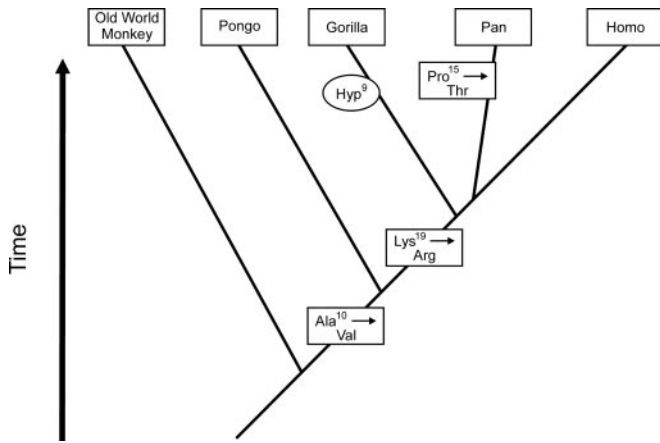 Old World
Monkey
Pongo
Gorilla
Pan
Homo
Hyp⁹
Pro¹⁵ →
Thr
Lys¹⁹ →
Arg
Ala¹⁰ →
Val
Time